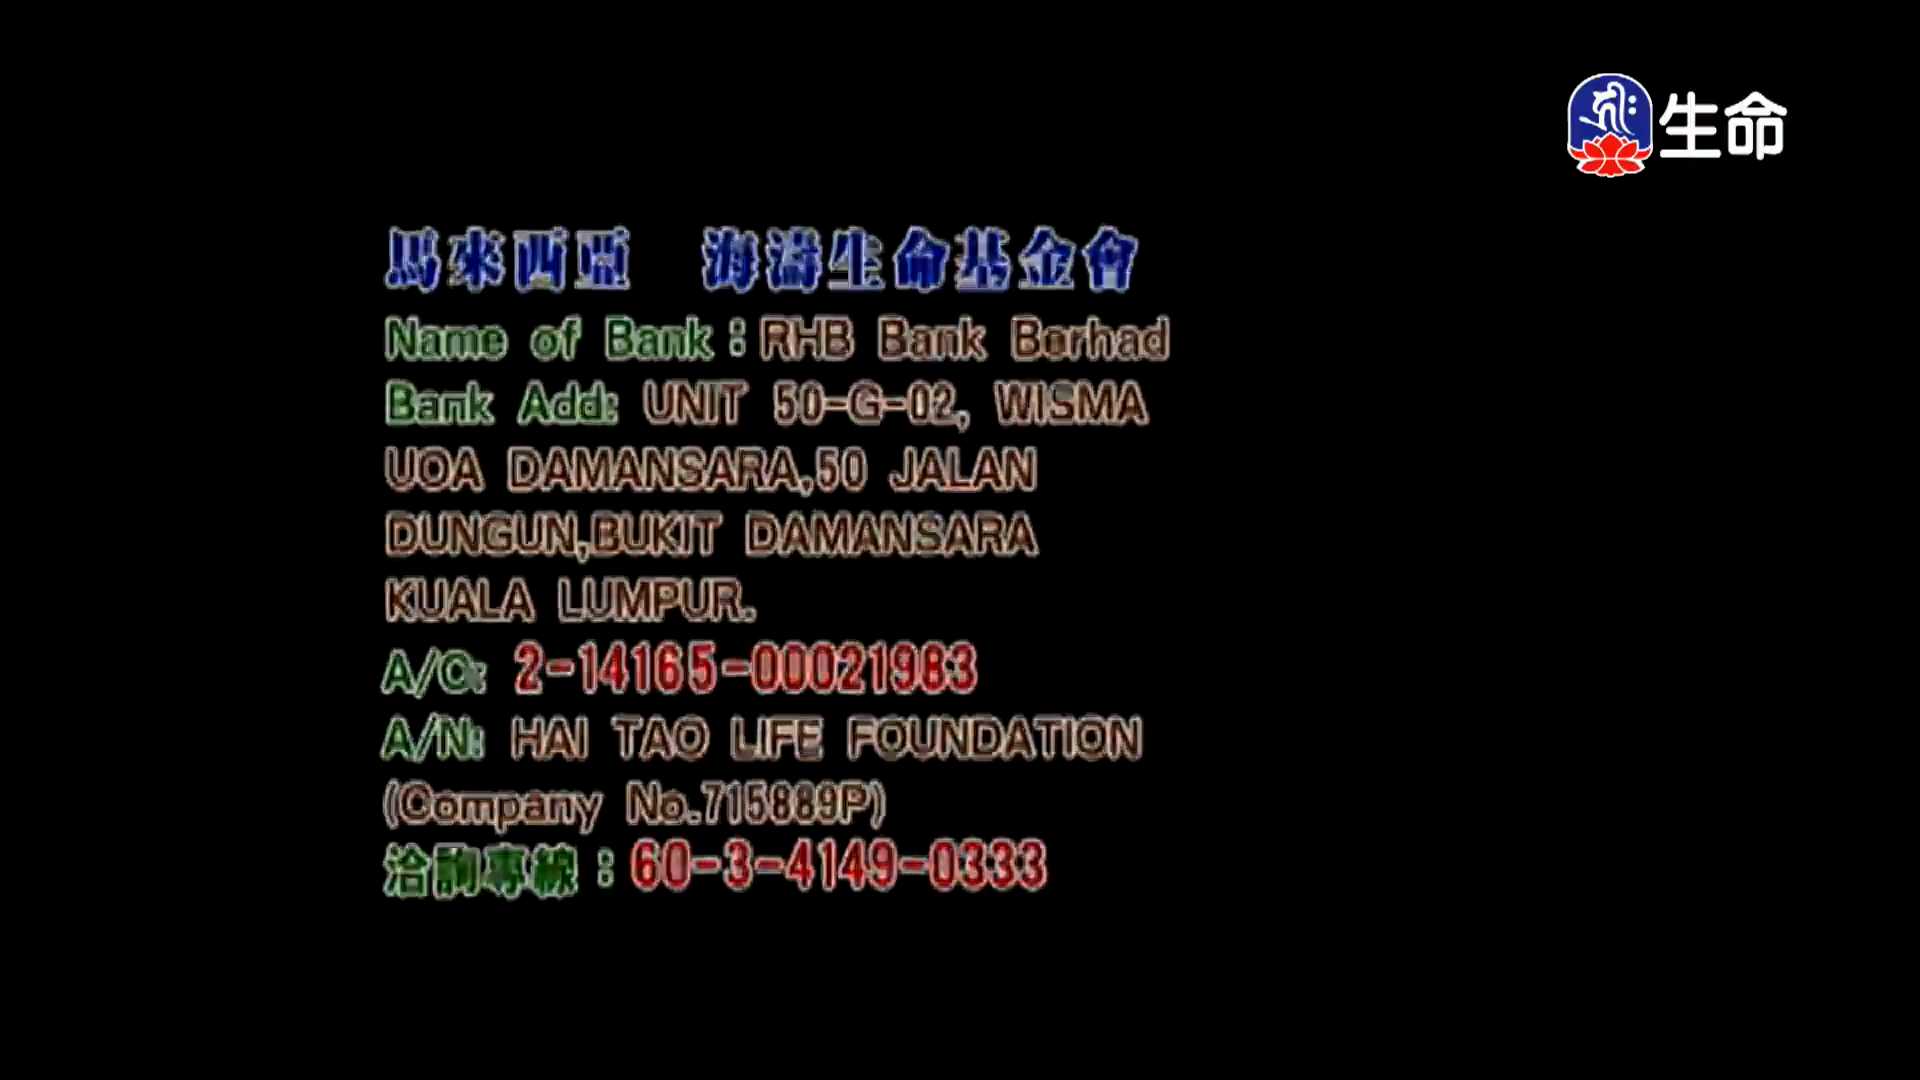 生命
馬來西亞 海濤生命基金會
Name of Bank：RHB Bank Berhad
Bank Add: UNIT 50-G-02, WISMA
UOA DAMANSARA,50 JALAN
DUNGUN,BUKIT DAMANSARA
KUALA LUMPUR.
A/C: 2-14165-00021983
A/N: HAI TAO LIFE FOUNDATION
(Company No.715889P)
洽詢專線：60-3-4149-0333